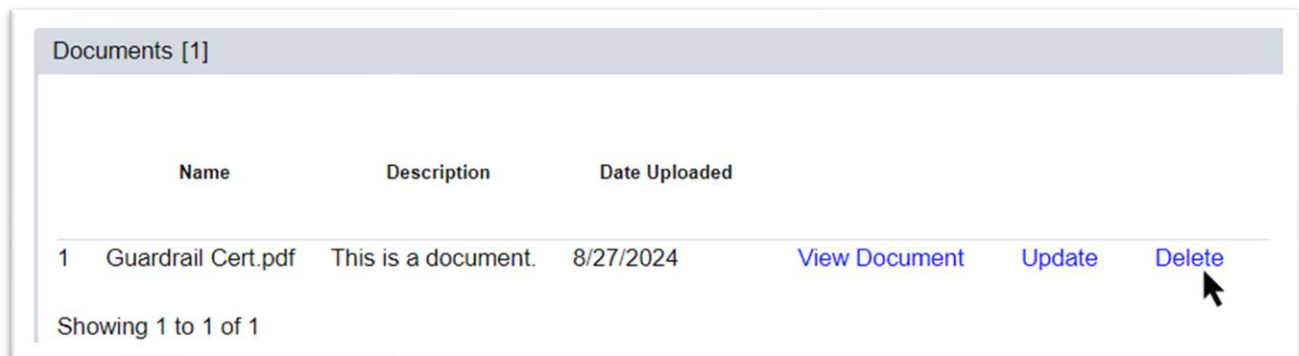 Documents [1]
Name Description Date Uploaded
1 Guardrail Cert.pdf This is a document. 8/27/2024 View Document Update Delete
Showing 1 to 1 of 1